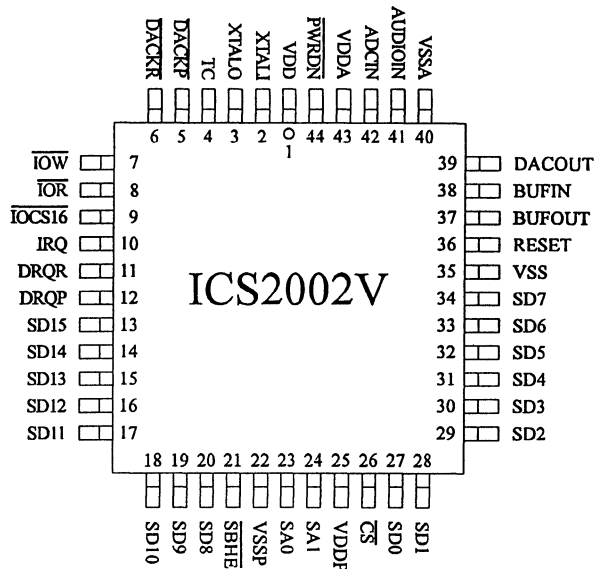 DACKR DACKP TC XTALO XTALI VDD PWRDN VDDA ADCIN AUDIOIN VSSA
6 5 4 3 2 1 44 43 42 41 40
IOW 7 39 DACOUT
IOR 8 38 BUFIN
IOCS16 9 37 BUFOUT
IRQ 10 36 RESET
DRQR 11 35 VSS
DRQP 12 34 SD7
ICS2002V
SD15 13 33 SD6
SD14 14 32 SD5
SD13 15 31 SD4
SD12 16 30 SD3
SD11 17 29 SD2
18 19 20 21 22 23 24 25 26 27 28
SD10 SD9 SD8 SBHE VSSP SA0 SA1 VDDP CS SD0 SD1